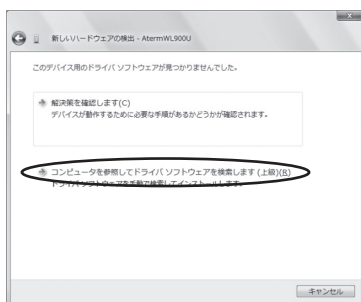 新しいハードウェアの検出 - AtermWL900U
このデバイス用のドライバ ソフトウェアが見つかりませんでした。
解決策を確認します(C)
デバイスが動作するために必要な手順があるかどうかが確認されます。
コンピュータを参照してドライバ ソフトウェアを検索します (上級)(R)
ドライバ ソフトウェアを手動で検索してインストールします。
キャンセル